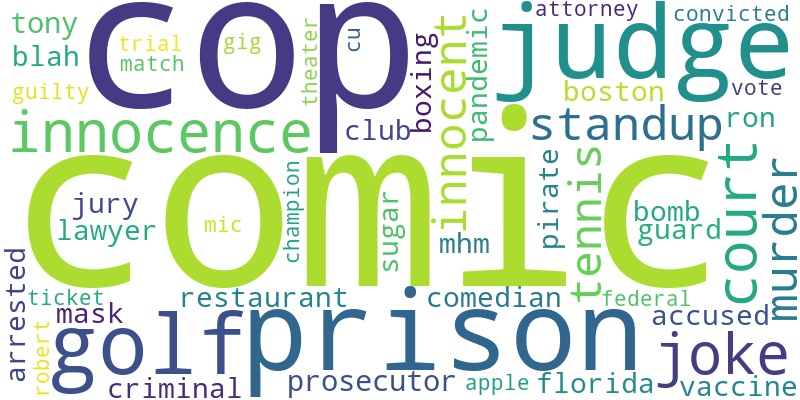 tony
cop
judge
attorney
convicted
blah
trial
match
gig
cu
theater
boxing
innocent
pandemic
guilty
boston
vote
innocence
club
standup
ron
comic
jury
lawyer
mic
champion
sugar
mhm
pirate
tennis
bomb
guard
court
murder
arrested
ticket
restaurant
comedian
federal
mask
golf
prison
accused
robert
joke
criminal
prosecutor
apple
florida
vaccine